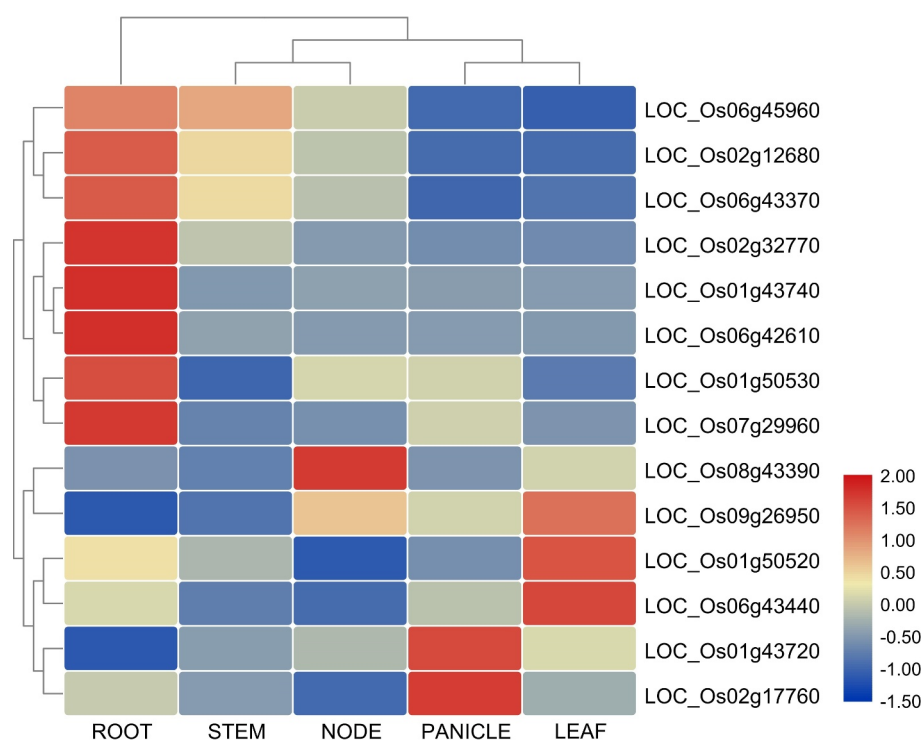 LOC_Os06g45960
LOC_Os02g12680
LOC_Os06g43370
LOC_Os02g32770
LOC_Os01g43740
LOC_Os06g42610
LOC_Os01g50530
LOC_Os07g29960
LOC_Os08g43390
LOC_Os09g26950
LOC_Os01g50520
LOC_Os06g43440
LOC_Os01g43720
LOC_Os02g17760
2.00
1.50
1.00
0.50
0.00
-0.50
-1.00
-1.50
ROOT STEM NODE PANICLE LEAF